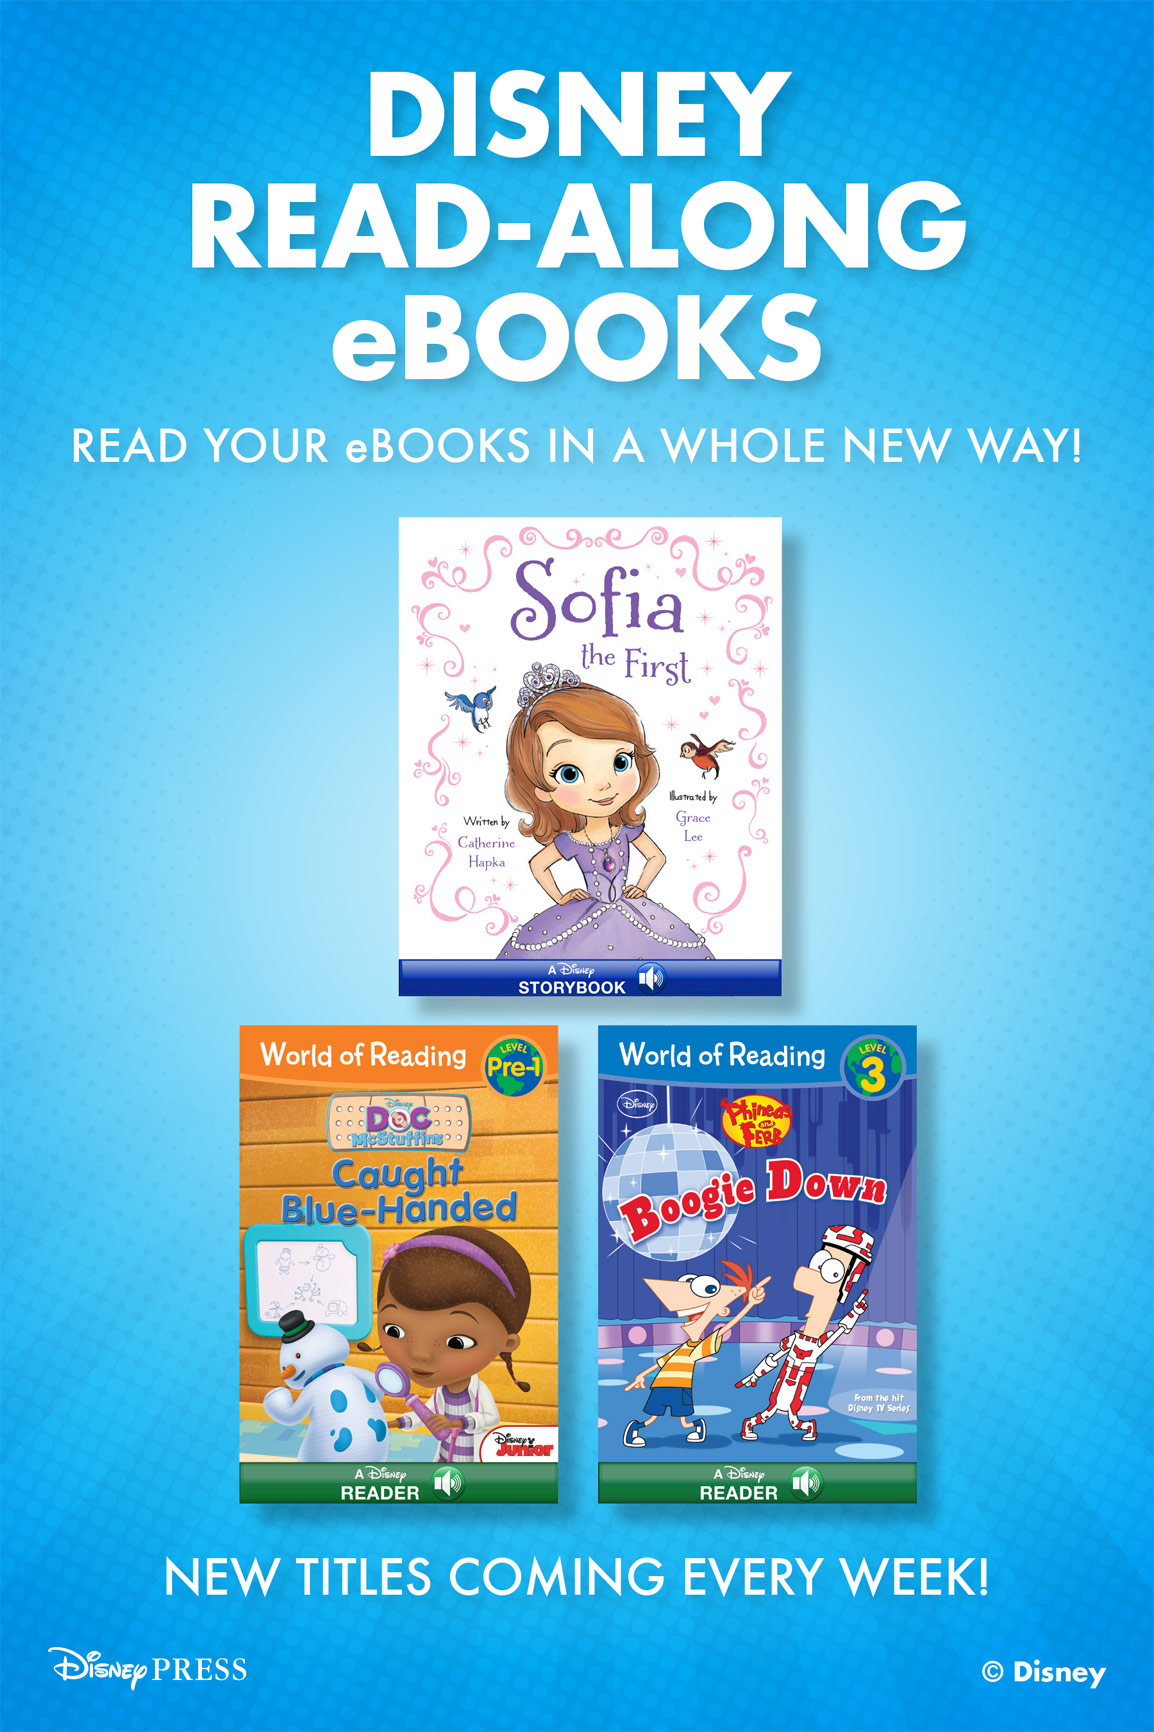 DISNEY
READ-ALONG
eBOOKS
READ YOUR eBOOKS IN A WHOLE NEW WAY!
Sofia
the First
Written by
Catherine
Hapka
Illustrated by
Grace
Lee
A Disney
STORYBOOK
World of Reading
LEVEL
Pre-1
Disney
DOC
McStuffins
Caught
Blue-Handed
Disney
Junior
A Disney
READER
World of Reading
LEVEL
3
Disney
Phineas
and
FERB
Boogie Down
From the hit
Disney TV Series
A Disney
READER
NEW TITLES COMING EVERY WEEK!
Disney PRESS
© Disney